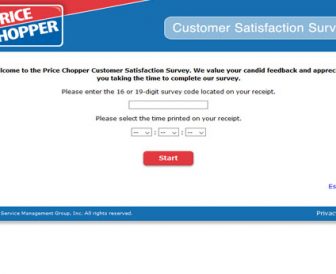 PRICE
CHOPPER
Customer Satisfaction Surv
elcome to the Price Chopper Customer Satisfaction Survey. We value your candid feedback and apprec
you taking the time to complete our survey.
Please enter the 16 or 19-digit survey code located on your receipt.
Please select the time printed on your receipt.
-- : -- : --
Start
Es
Service Management Group, Inc. All rights reserved.
Privac